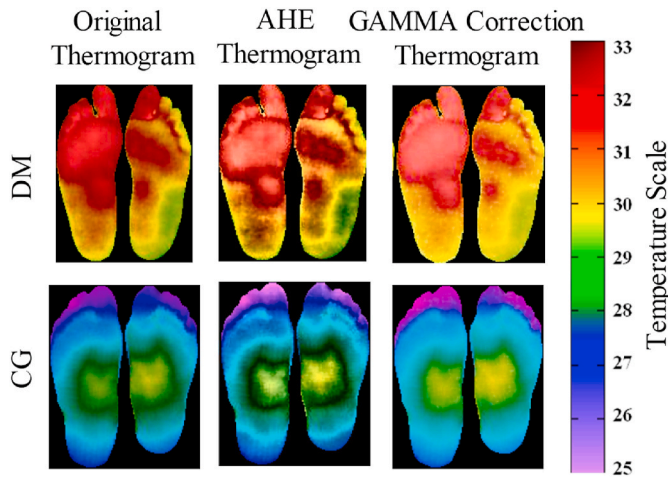 Original
Thermogram
AHE
Thermogram
GAMMA Correction
Thermogram
DM
CG
33
32
31
30
29
28
27
26
25
Temperature Scale